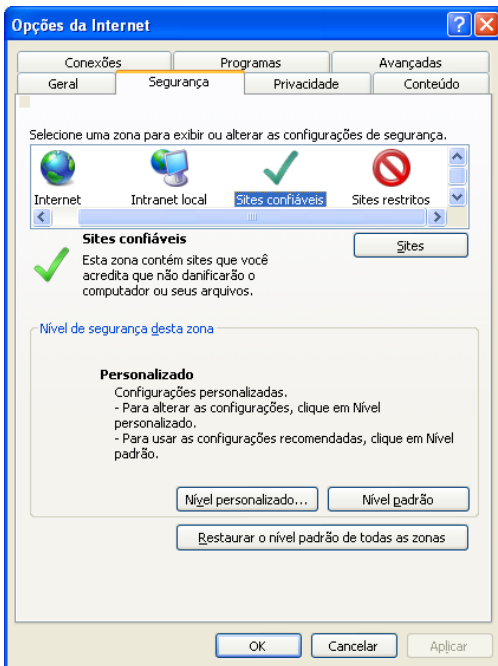 Opções da Internet
Conexões Programas Avançadas
Geral Segurança Privacidade Conteúdo
Selecione uma zona para exibir ou alterar as configurações de segurança.
Internet Intranet local Sites confiáveis Sites restritos
Sites confiáveis
Sites
Esta zona contém sites que você
acredita que não danificarão o
computador ou seus arquivos.
Nível de segurança desta zona
Personalizado
Configurações personalizadas.
- Para alterar as configurações, clique em Nível
personalizado.
- Para usar as configurações recomendadas, clique em Nível
padrão.
Nível personalizado... Nível padrão
Restaurar o nível padrão de todas as zonas
OK Cancelar Aplicar